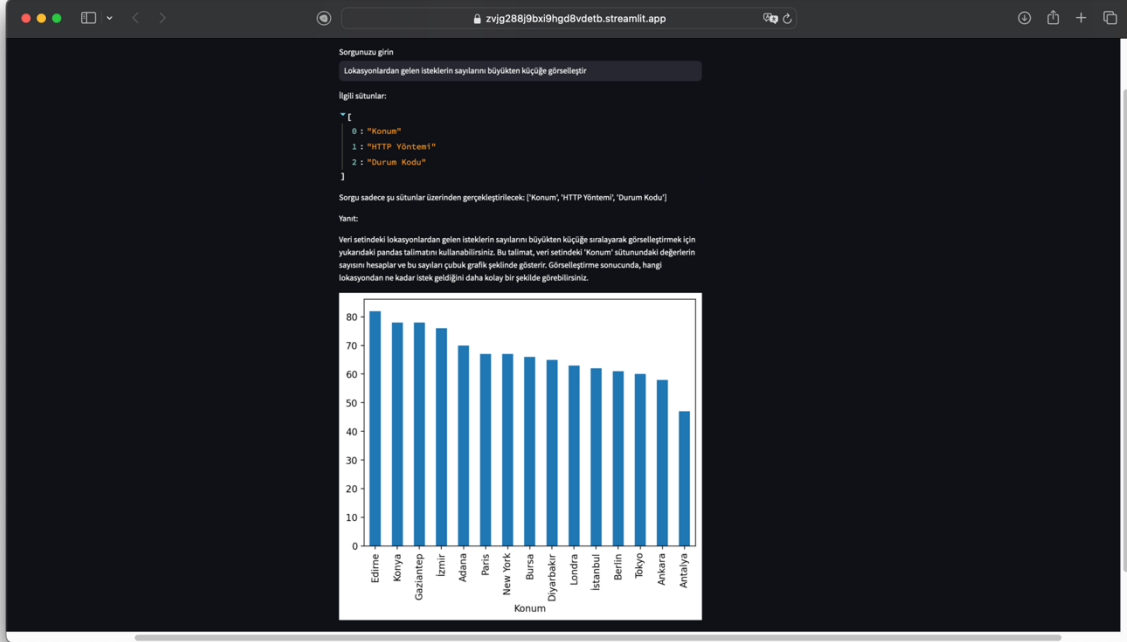 zvjg288j9bxi9hgd8vdetb.streamlit.app
Sorgunuzu girin
Lokasyonlardan gelen isteklerin sayılarını büyükten küçüğe görselleştir
İlgili sütunlar:
[
0 : "Konum"
1 : "HTTP Yöntemi"
2 : "Durum Kodu"
]
Sorgu sadece şu sütunlar üzerinden gerçekleştirilecek: ['Konum', 'HTTP Yöntemi', 'Durum Kodu']
Yanıt:
Veri setindeki lokasyonlardan gelen isteklerin sayılarını büyükten küçüğe sıralayarak görselleştirmek için
yukarıdaki pandas talimatını kullanabilirsiniz. Bu talimat, veri setindeki 'Konum' sütunundaki değerlerin
sayısını hesaplar ve bu sayıları çubuk grafik şeklinde gösterir. Görselleştirme sonucunda, hangi
lokasyondan ne kadar istek geldiğini daha kolay bir şekilde görebilirsiniz.
80
70
60
50
40
30
20
10
0
Edirne
Konya
Gaziantep
İzmir
Adana
Paris
New York
Bursa
Diyarbakır
Londra
İstanbul
Berlin
Tokyo
Ankara
Antalya
Konum